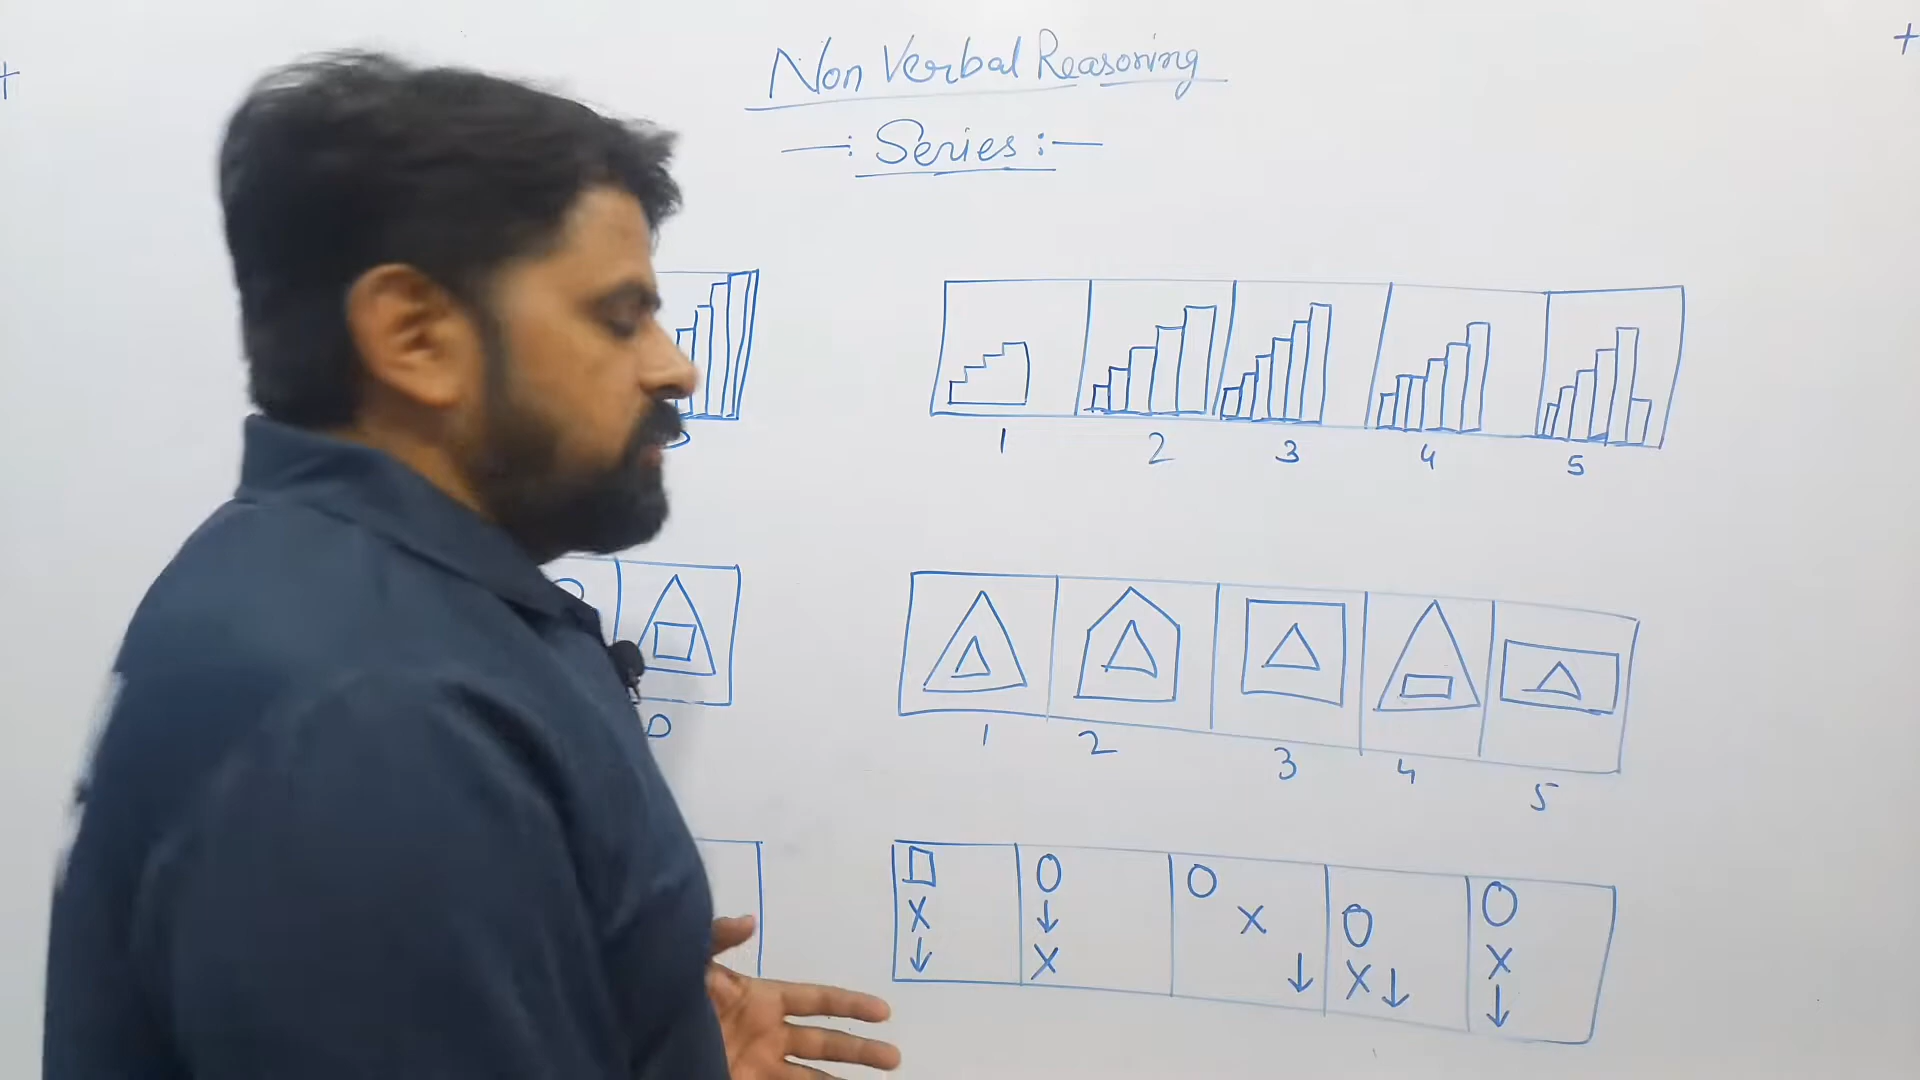 Non Verbal Reasoning
—: Series :—
1 2 3 4 5
D
1 2 3 4 5
X
↓
↓
X
X
↓
X ↓
X
↓